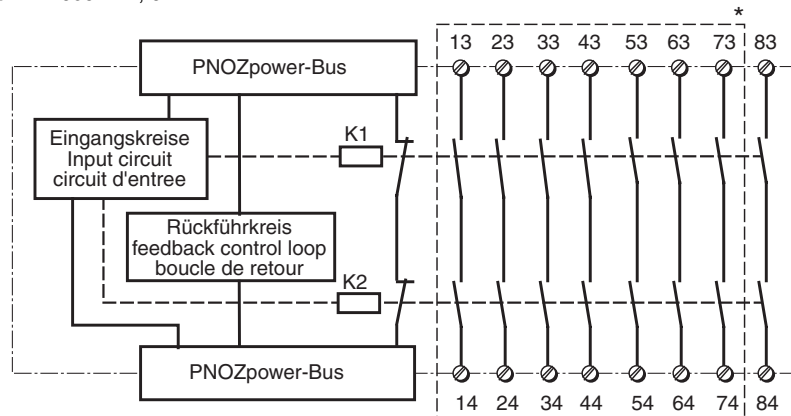 *
13 23 33 43 53 63 73 83
PNOZpower-Bus
Eingangskreise
Input circuit
circuit d'entree
K1
Rückführkreis
feedback control loop
boucle de retour
K2
PNOZpower-Bus
14 24 34 44 54 64 74 84